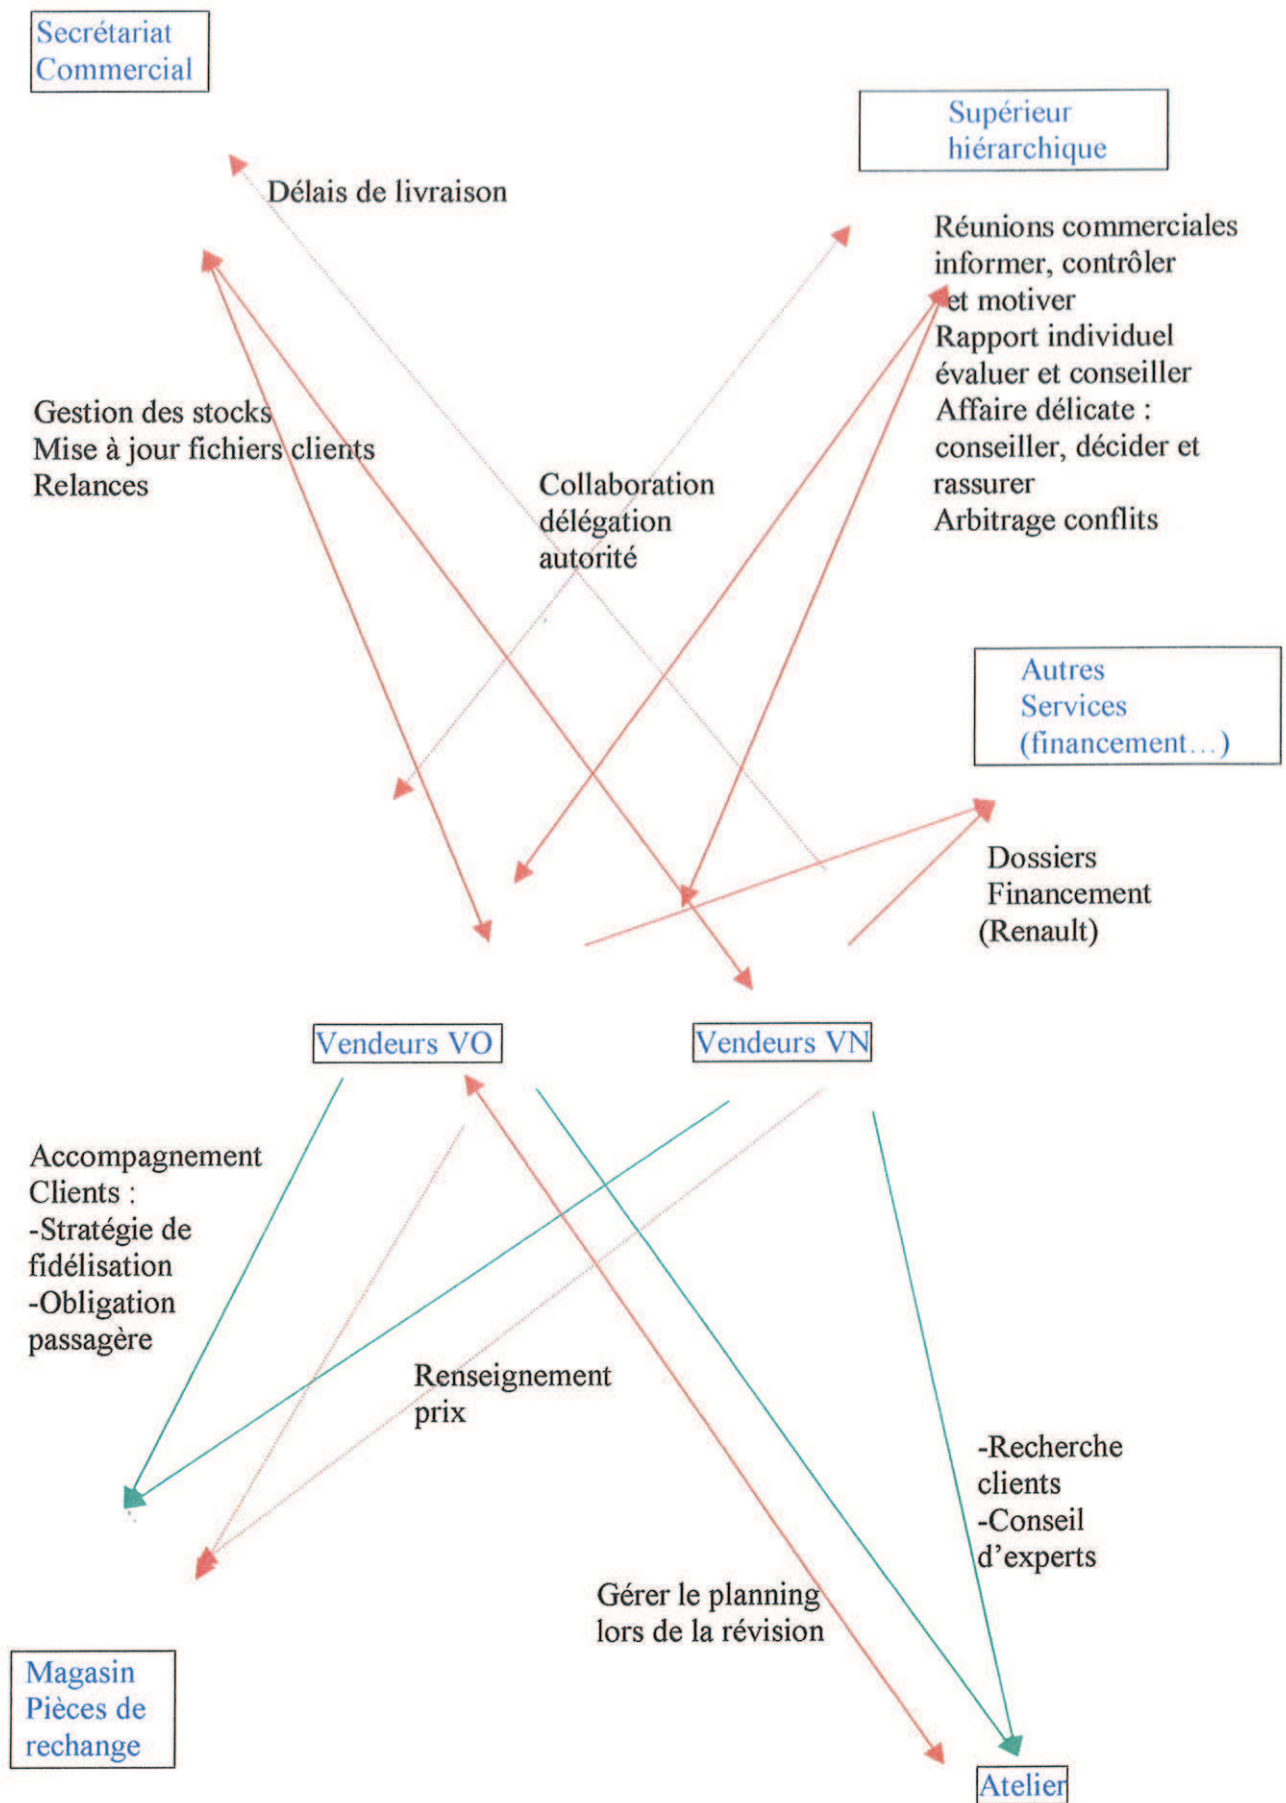 Secrétariat
Commercial
Supérieur
hiérarchique
Délais de livraison
Réunions commerciales
informer, contrôler
et motiver
Rapport individuel
évaluer et conseiller
Affaire délicate :
conseiller, décider et
rassurer
Arbitrage conflits
Gestion des stocks
Mise à jour fichiers clients
Relances
Collaboration
délégation
autorité
Autres
Services
(financement...)
Dossiers
Financement
(Renault)
Vendeurs VO
Vendeurs VN
Accompagnement
Clients :
-Stratégie de
fidélisation
-Obligation
passagère
Renseignement
prix
-Recherche
clients
-Conseil
d'experts
Gérer le planning
lors de la révision
Magasin
Pièces de
rechange
Atelier